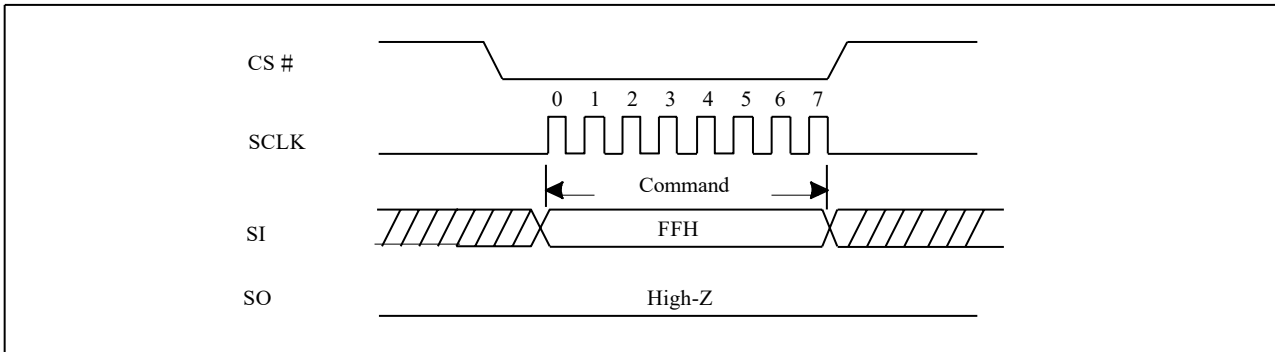 CS #
0 1 2 3 4 5 6 7
SCLK
Command
SI
FFH
SO
High-Z